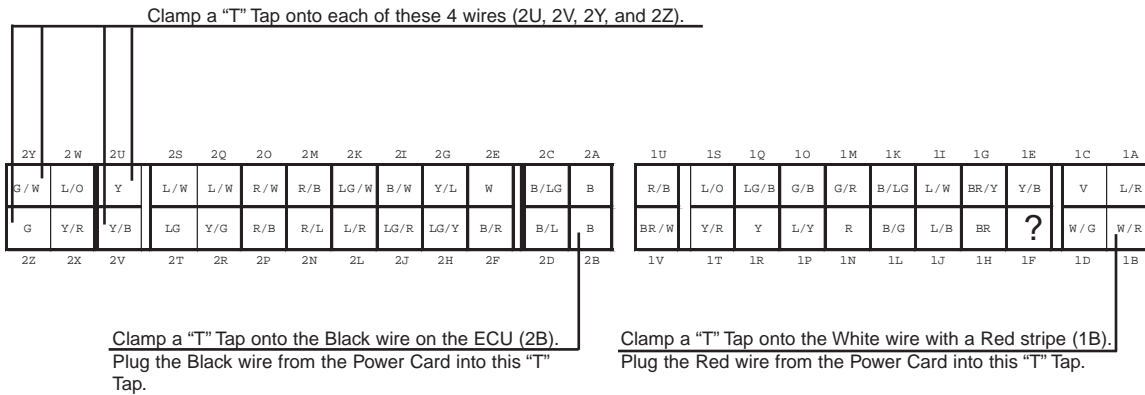 Clamp a “T” Tap onto each of these 4 wires (2U, 2V, 2Y, and 2Z).
2Y 2W 2U 2S 2Q 2O 2M 2K 2I 2G 2E 2C 2A 1U 1S 1Q 1O 1M 1K 1I 1G 1E 1C 1A
G/W L/O Y L/W L/W R/W R/B LG/W B/W Y/L W B/LG B R/B L/O LG/B G/B G/R B/LG L/W BR/Y Y/B V L/R
G Y/R Y/B LG Y/G R/B R/L L/R LG/R LG/Y B/R B/L B BR/W Y/R Y L/Y R B/G L/B BR ? W/G W/R
2Z 2X 2V 2T 2R 2P 2N 2L 2J 2H 2F 2D 2B 1V 1T 1R 1P 1N 1L 1J 1H 1F 1D 1B
Clamp a “T” Tap onto the Black wire on the ECU (2B).
Plug the Black wire from the Power Card into this “T”
Tap.
Clamp a “T” Tap onto the White wire with a Red stripe (1B).
Plug the Red wire from the Power Card into this “T” Tap.